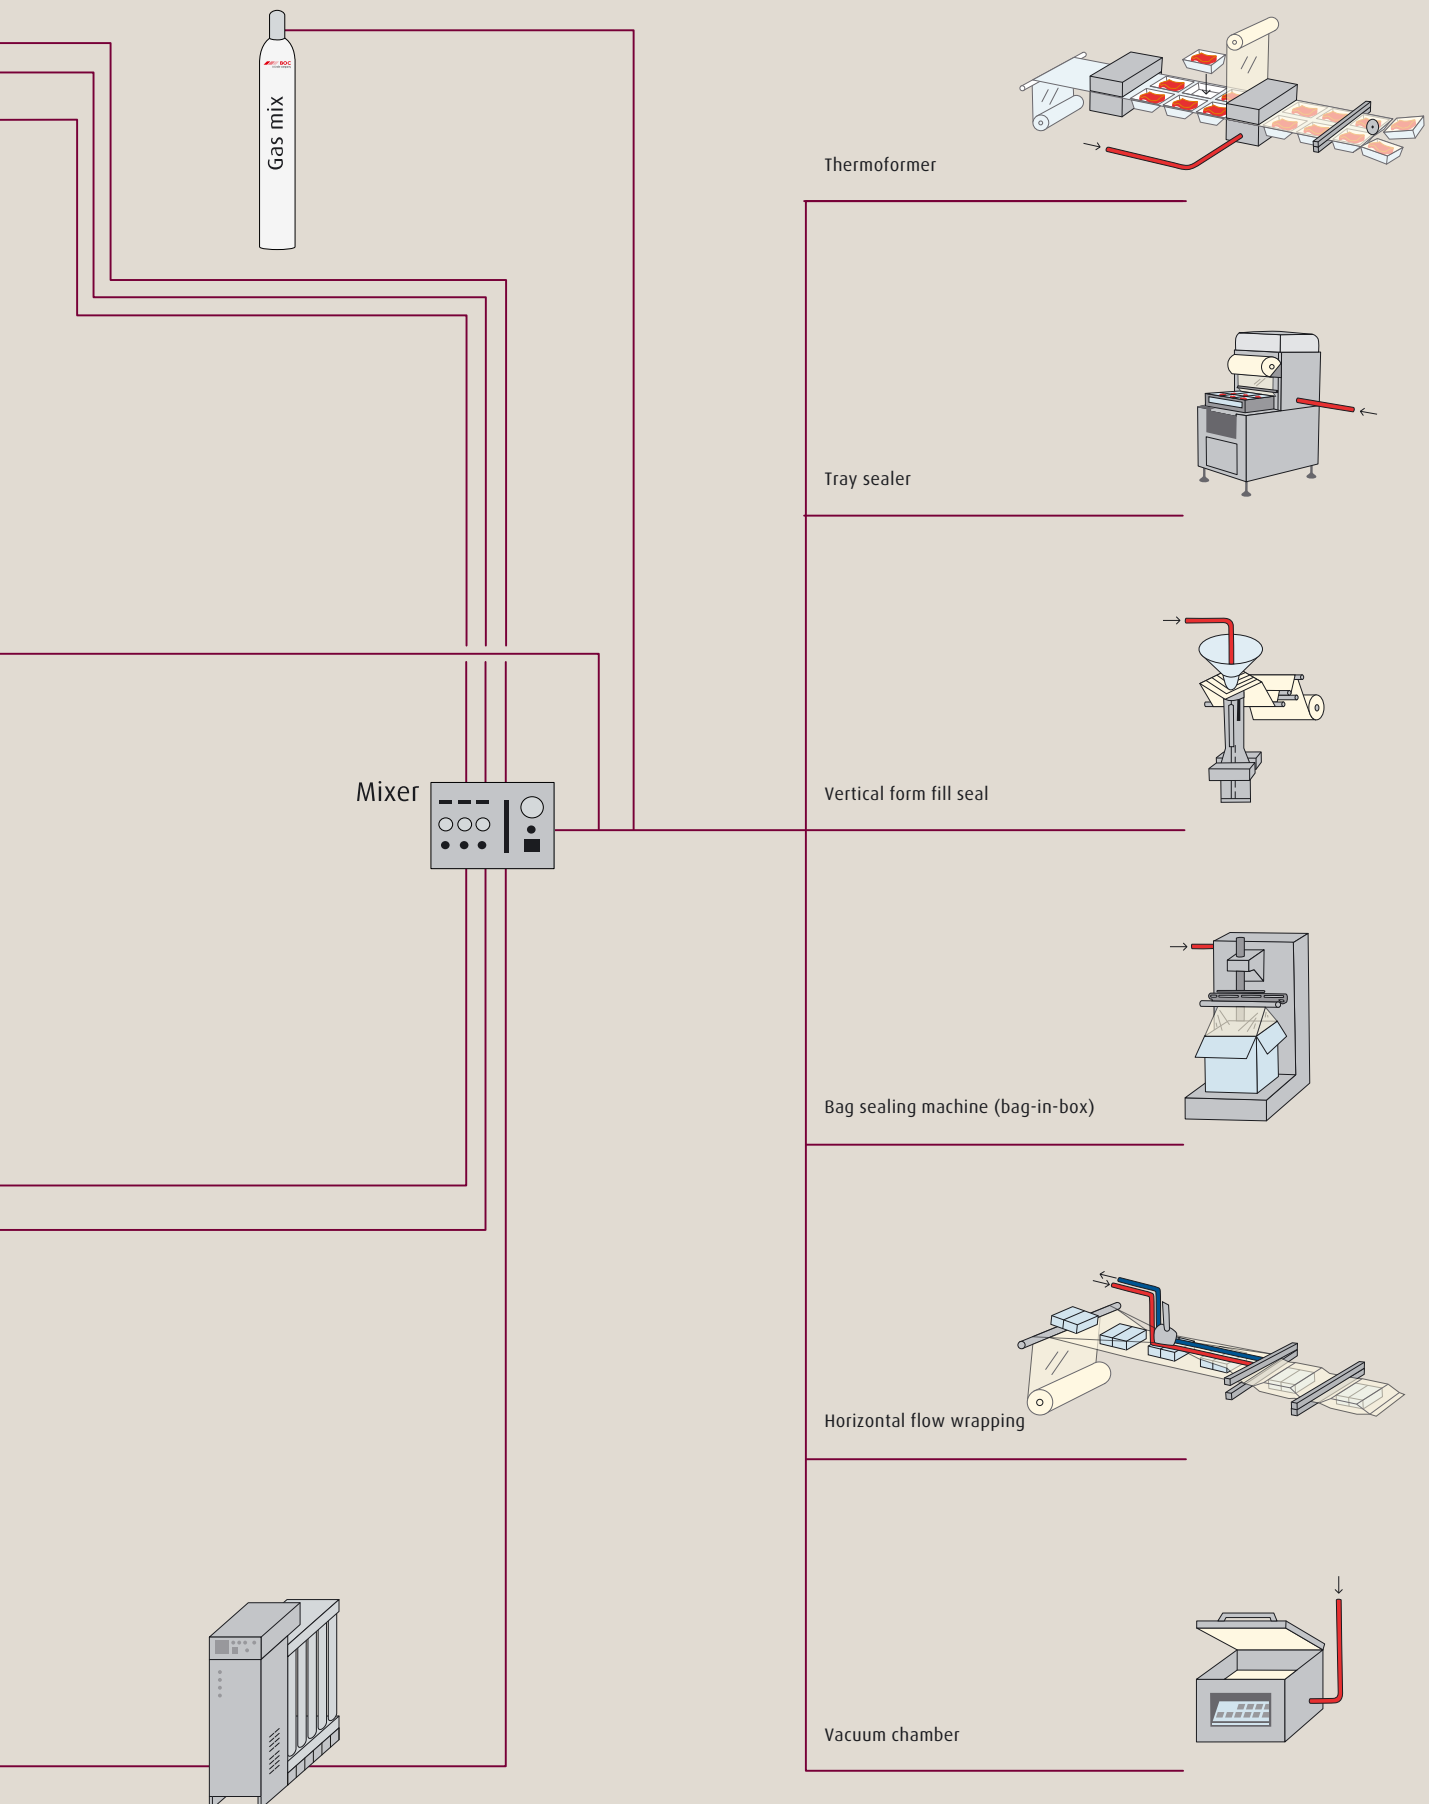 BOC
Gas mix
Thermoformer
Tray sealer
Mixer
Vertical form fill seal
Bag sealing machine (bag-in-box)
Horizontal flow wrapping
Vacuum chamber